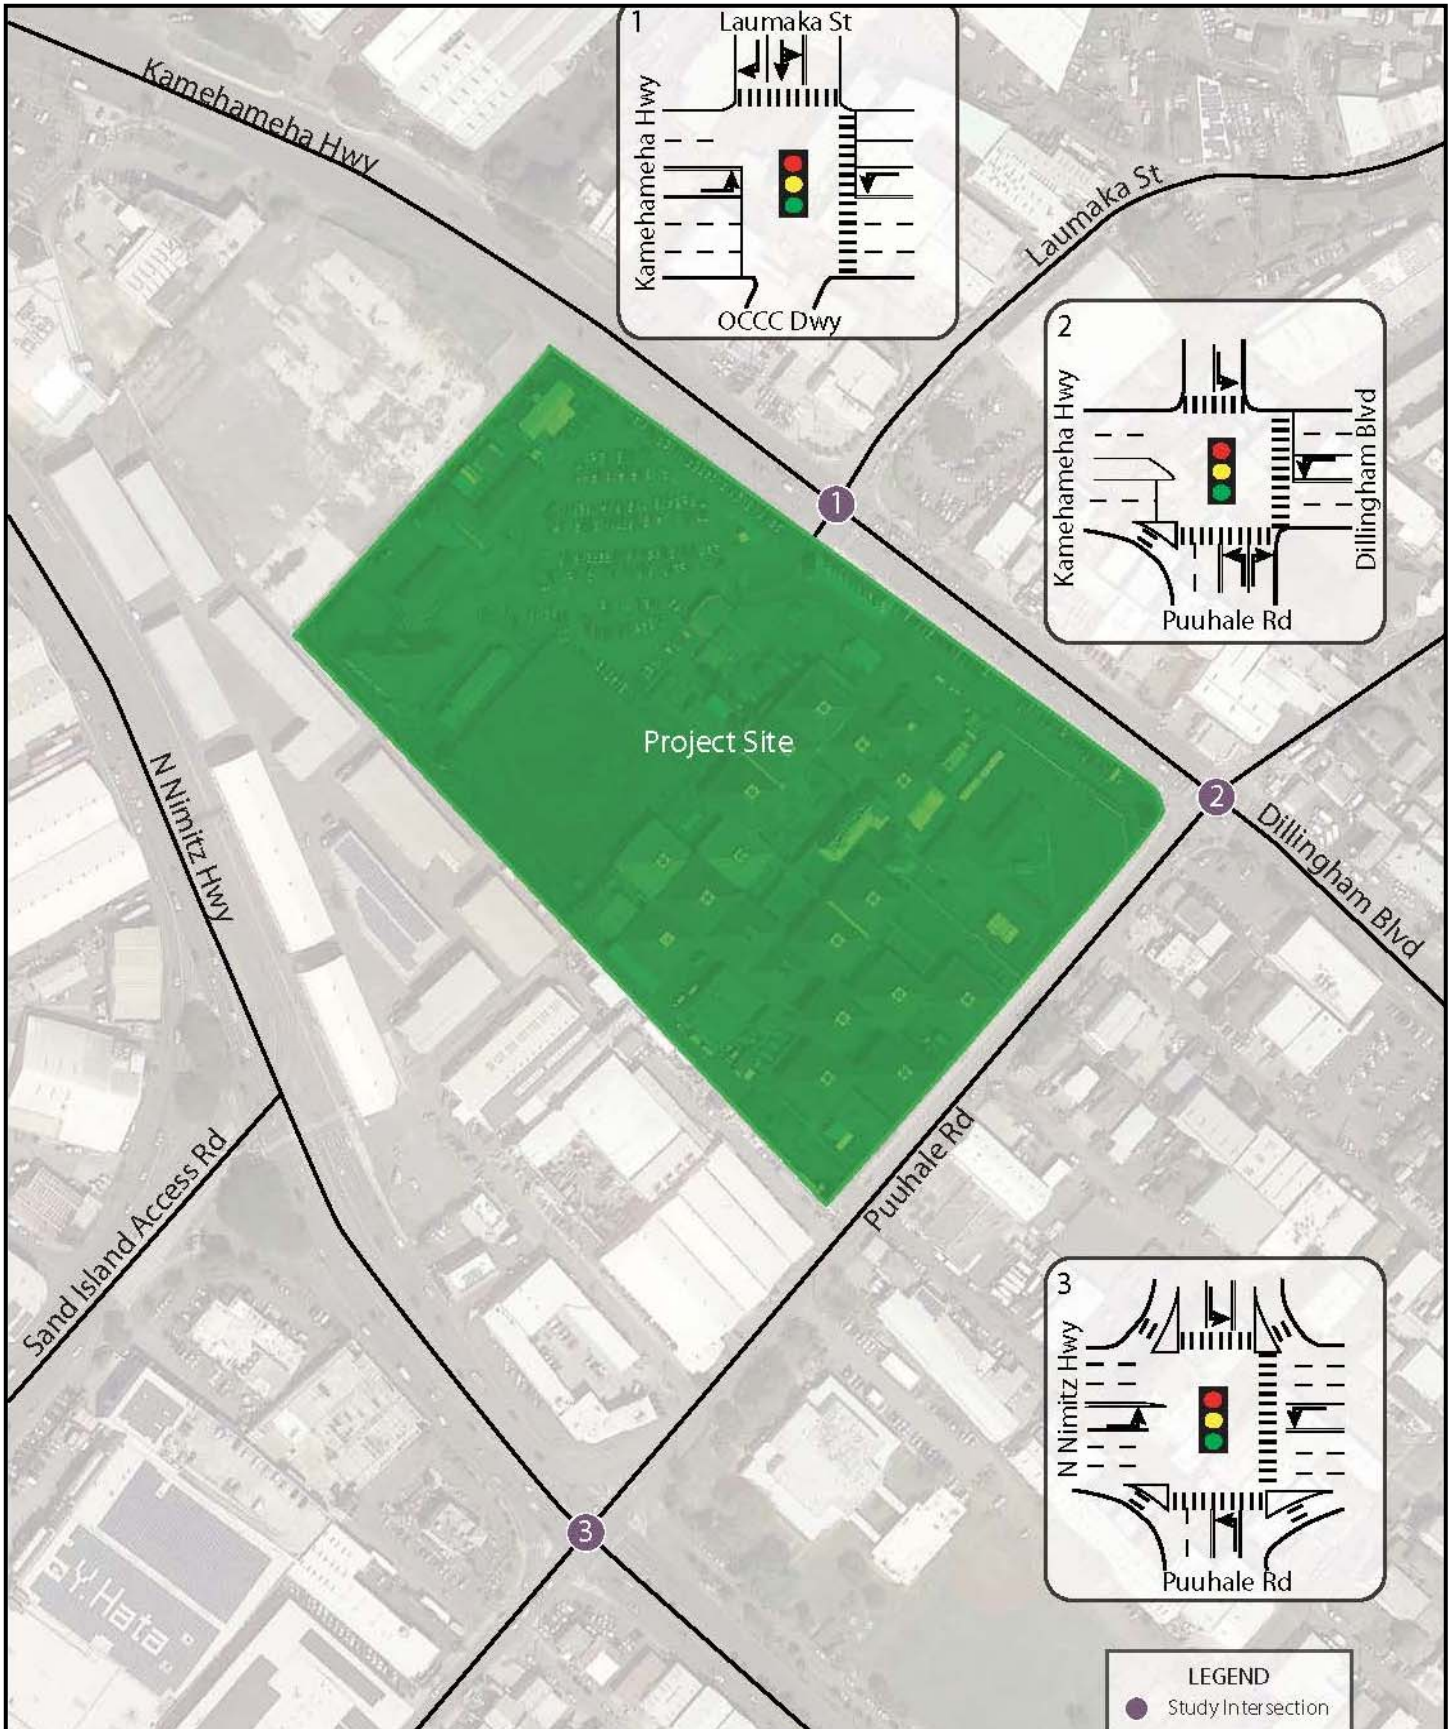 1
Laumaka St
Kamehameha Hwy
Kamehameha Hwy
OCCC Dwy
Laumaka St
2
Kamehameha Hwy
Dillingham Blvd
Puuhale Rd
1
Project Site
2
Dillingham Blvd
N Nimitz Hwy
Puuhale Rd
Sand Island Access Rd
3
N Nimitz Hwy
Puuhale Rd
3
Y. Hata
LEGEND
Study Intersection